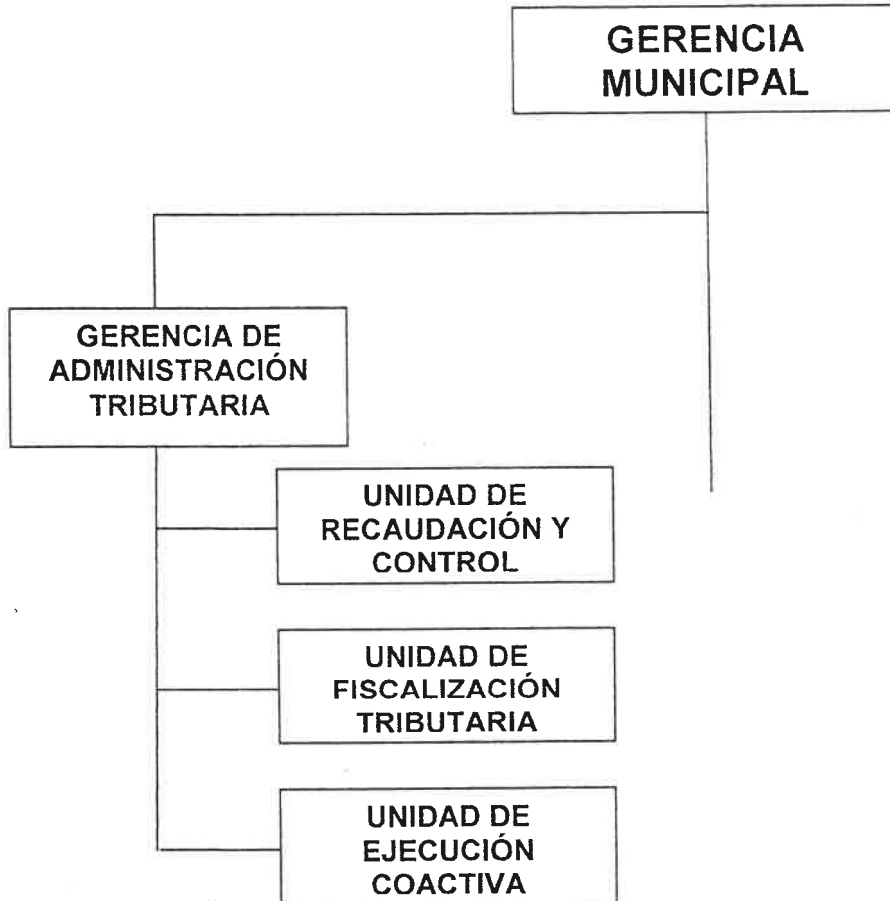 GERENCIA
MUNICIPAL
GERENCIA DE
ADMINISTRACIÓN
TRIBUTARIA
UNIDAD DE
RECAUDACIÓN Y
CONTROL
UNIDAD DE
FISCALIZACIÓN
TRIBUTARIA
UNIDAD DE
EJECUCIÓN
COACTIVA